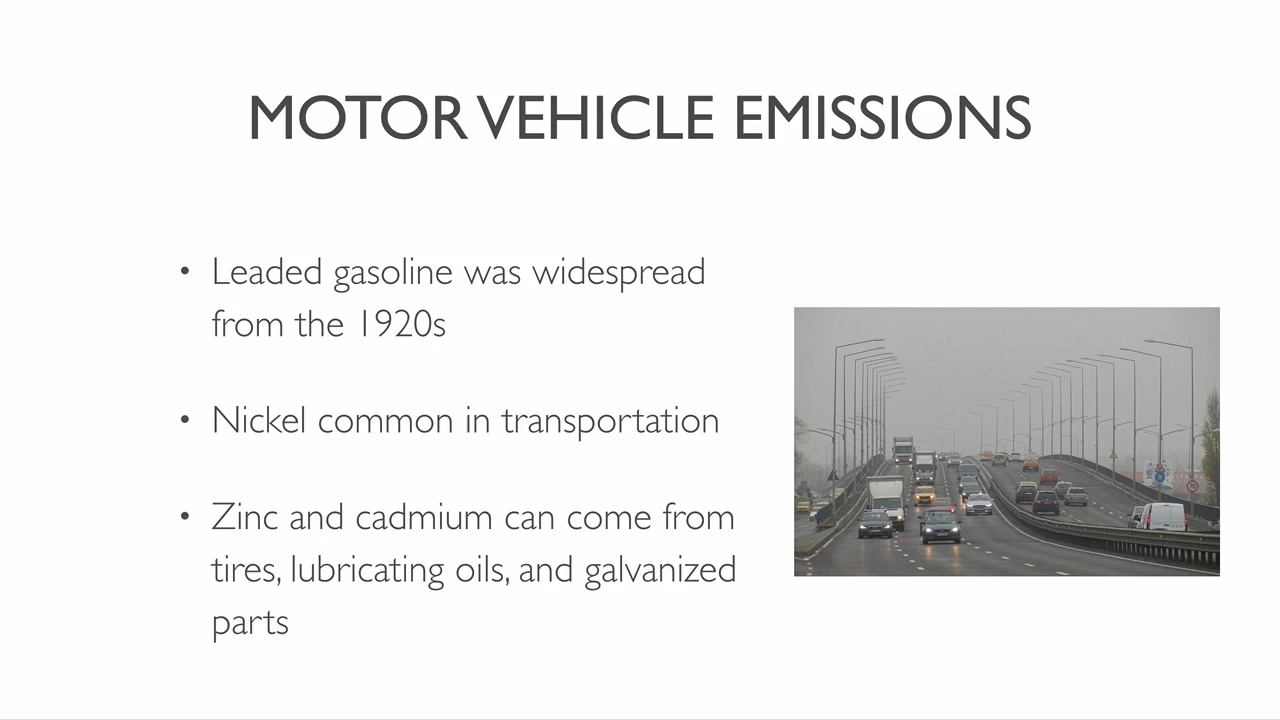 MOTOR VEHICLE EMISSIONS
• Leaded gasoline was widespread
from the 1920s
• Nickel common in transportation
• Zinc and cadmium can come from
tires, lubricating oils, and galvanized
parts